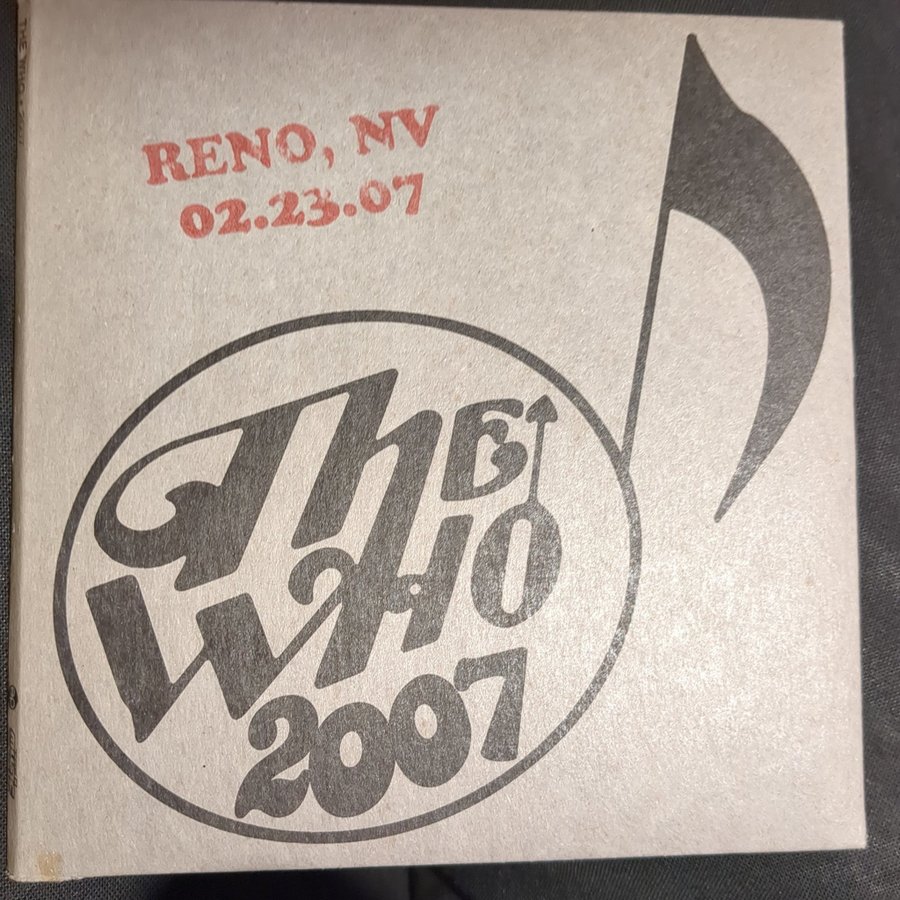 RENO, NV
02.23.07
The
WHO
2007